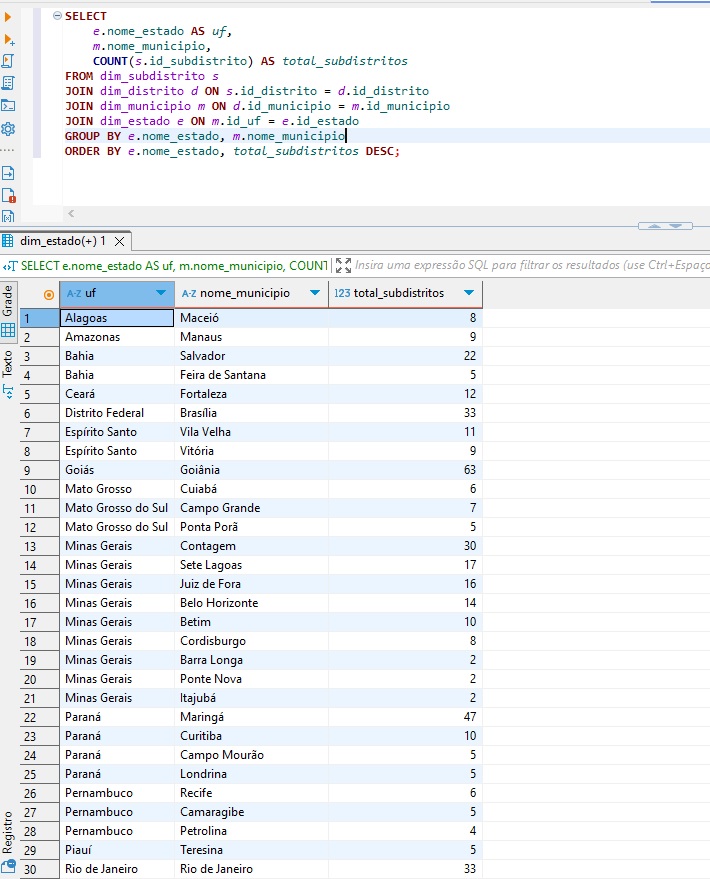 SELECT
e.nome_estado AS uf,
m.nome_municipio,
COUNT(s.id_subdistrito) AS total_subdistritos
FROM dim_subdistrito s
JOIN dim_distrito d ON s.id_distrito = d.id_distrito
JOIN dim_municipio m ON d.id_municipio = m.id_municipio
JOIN dim_estado e ON m.id_uf = e.id_estado
GROUP BY e.nome_estado, m.nome_municipio
ORDER BY e.nome_estado, total_subdistritos DESC;
dim_estado(+) 1
SELECT e.nome_estado AS uf, m.nome_municipio, COUNT Insira uma expressão SQL para filtrar os resultados (use Ctrl+Espaço
Grade
Texto
Registro
A-Z uf A-Z nome_municipio 123 total_subdistritos
1 Alagoas Maceió 8
2 Amazonas Manaus 9
3 Bahia Salvador 22
4 Bahia Feira de Santana 5
5 Ceará Fortaleza 12
6 Distrito Federal Brasília 33
7 Espírito Santo Vila Velha 11
8 Espírito Santo Vitória 9
9 Goiás Goiânia 63
10 Mato Grosso Cuiabá 6
11 Mato Grosso do Sul Campo Grande 7
12 Mato Grosso do Sul Ponta Porã 5
13 Minas Gerais Contagem 30
14 Minas Gerais Sete Lagoas 17
15 Minas Gerais Juiz de Fora 16
16 Minas Gerais Belo Horizonte 14
17 Minas Gerais Betim 10
18 Minas Gerais Cordisburgo 8
19 Minas Gerais Barra Longa 2
20 Minas Gerais Ponte Nova 2
21 Minas Gerais Itajubá 2
22 Paraná Maringá 47
23 Paraná Curitiba 10
24 Paraná Campo Mourão 5
25 Paraná Londrina 5
26 Pernambuco Recife 6
27 Pernambuco Camaragibe 5
28 Pernambuco Petrolina 4
29 Piauí Teresina 5
30 Rio de Janeiro Rio de Janeiro 33